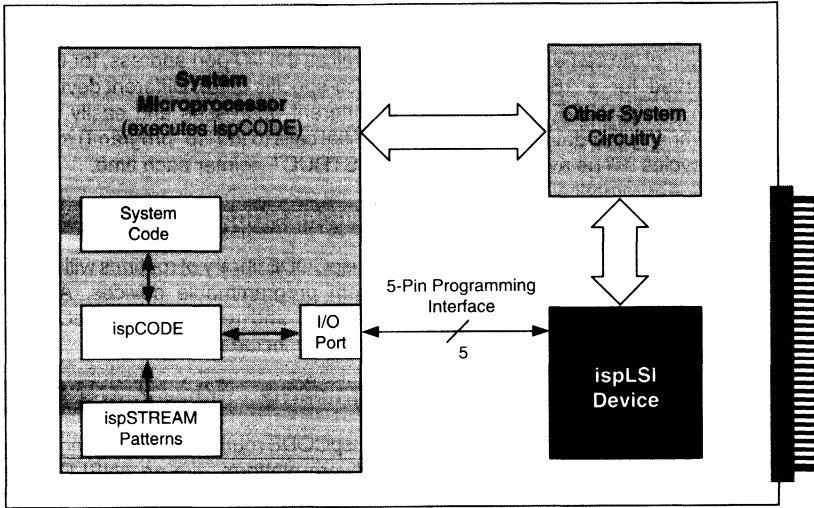 System
Microprocessor
(executes ispCODE)
Other System
Circuitry
System
Code
5-Pin Programming
Interface
ispCODE
I/O
Port
5
ispLSI
Device
ispSTREAM
Patterns